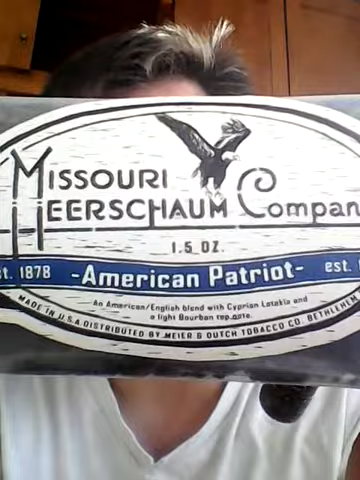 MISSOURI
MEERSCHAUM Compan
1.5 OZ.
st. 1878 -American Patriot- est.
An American/English blend with Cyprian Latakia and
a light Bourbon top note.
MADE IN U.S.A DISTRIBUTED BY MEIER & DUTCH TOBACCO CO. BETHLEHEM